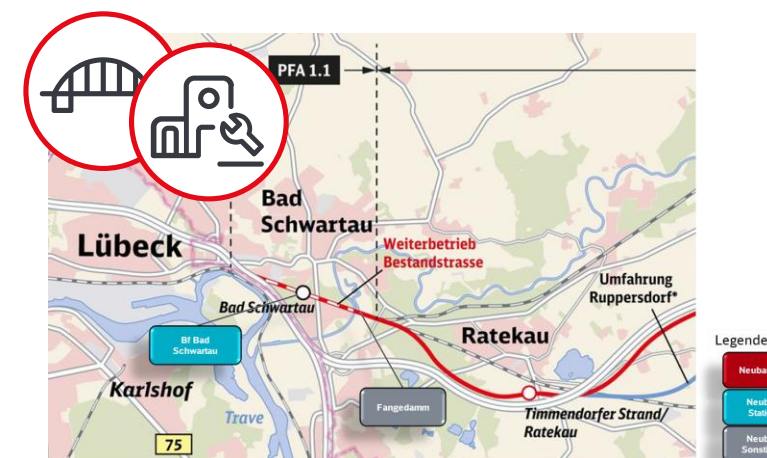 PFA 1.1
Bad
Schwartau
Lübeck
Weiterbetrieb
Bestandstrasse
Umfahrung
Ruppersdorf*
Bad Schwartau
Bf Bad
Schwartau
Ratekau
Legende
Karlshof
Fangedamm
Timmendorfer Strand/
Ratekau
Trave
75